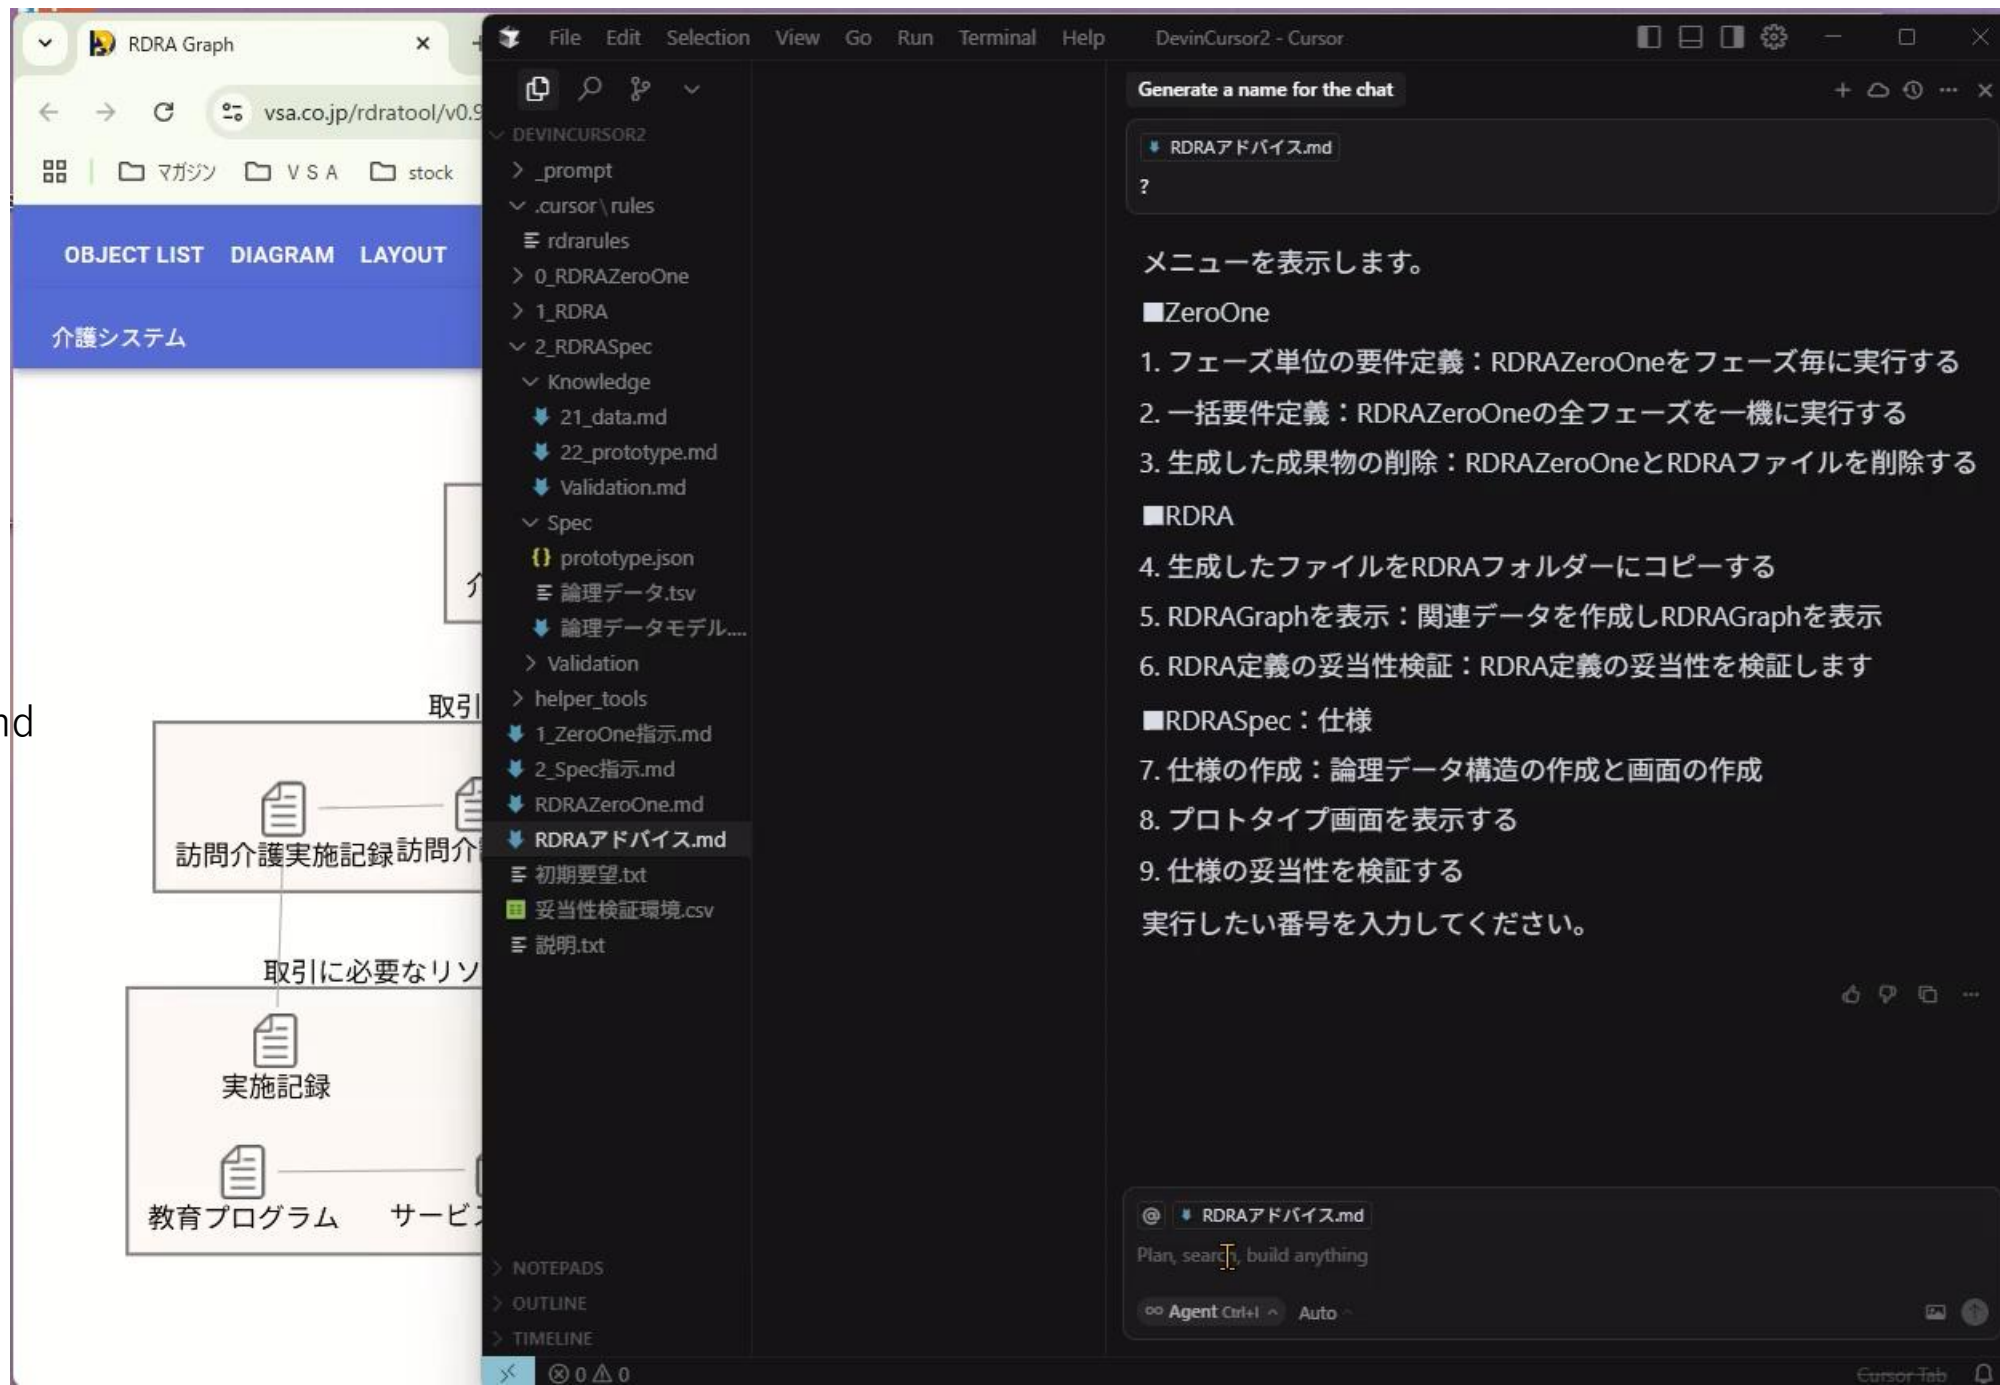 RDRA Graph
vsa.co.jp/rdratool/v0.9
マガジン
V S A
stock
OBJECT LIST DIAGRAM LAYOUT
介護システム
介
取引
訪問介護実施記録
訪問介
取引に必要なリソ
実施記録
教育プログラム
サービス
nd
File Edit Selection View Go Run Terminal Help
DevinCursor2 - Cursor
DEVINCURSOR2
_prompt
.cursor\rules
rdrarules
0_RDRAZeroOne
1_RDRA
2_RDRASpec
Knowledge
21_data.md
22_prototype.md
Validation.md
Spec
prototype.json
論理データ.tsv
論理データモデル....
Validation
helper_tools
1_ZeroOne指示.md
2_Spec指示.md
RDRAZeroOne.md
RDRAアドバイス.md
初期要望.txt
妥当性検証環境.csv
説明.txt
NOTEPADS
OUTLINE
TIMELINE
0 0
Generate a name for the chat
RDRAアドバイス.md
?
メニューを表示します。
■ZeroOne
1. フェーズ単位の要件定義：RDRAZeroOneをフェーズ毎に実行する
2. 一括要件定義：RDRAZeroOneの全フェーズを一機に実行する
3. 生成した成果物の削除：RDRAZeroOneとRDRAファイルを削除する
■RDRA
4. 生成したファイルをRDRAフォルダーにコピーする
5. RDRAGraphを表示：関連データを作成しRDRAGraphを表示
6. RDRA定義の妥当性検証：RDRA定義の妥当性を検証します
■RDRASpec：仕様
7. 仕様の作成：論理データ構造の作成と画面の作成
8. プロトタイプ画面を表示する
9. 仕様の妥当性を検証する
実行したい番号を入力してください。
@ RDRAアドバイス.md
Plan, search, build anything
∞ Agent Ctrl+I Auto
Cursor Tab